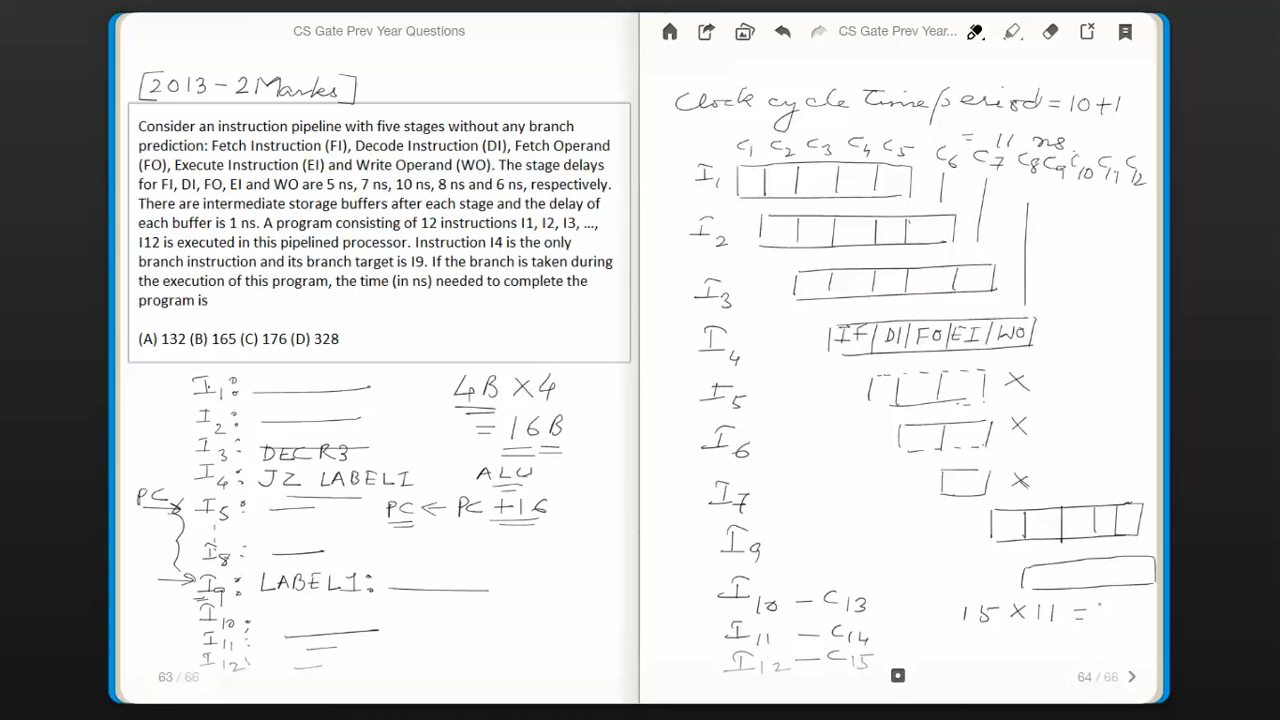 CS Gate Prev Year Questions
[2013 - 2 Marks]
Consider an instruction pipeline with five stages without any branch
prediction: Fetch Instruction (FI), Decode Instruction (DI), Fetch Operand
(FO), Execute Instruction (EI) and Write Operand (WO). The stage delays
for FI, DI, FO, EI and WO are 5 ns, 7 ns, 10 ns, 8 ns and 6 ns, respectively.
There are intermediate storage buffers after each stage and the delay of
each buffer is 1 ns. A program consisting of 12 instructions I1, I2, I3, ...,
I12 is executed in this pipelined processor. Instruction I4 is the only
branch instruction and its branch target is I9. If the branch is taken during
the execution of this program, the time (in ns) needed to complete the
program is
(A) 132 (B) 165 (C) 176 (D) 328
I1:
I2:
I3: DEC R3
I4: JZ LABEL1
PC
I5:
I8:
I9: LABEL1:
I10:
I11:
I12:
4B × 4
= 16B
ALU
PC ← PC + 16
63 / 66
CS Gate Prev Year...
Clock cycle time/period = 10+1
= 11 ns.
C1 C2 C3 C4 C5 C6 C7 C8 C9 C10 C11 C12
I1
I2
I3
I4 IF DI FO EI WO
I5 ×
I6 ×
I7 ×
I9
I10 - C13
I11 - C14
I12 - C15
15 × 11 =
64 / 66